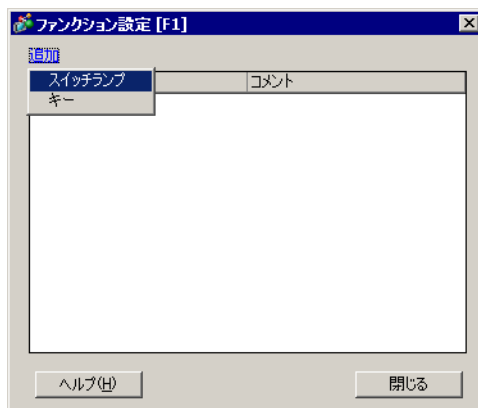 ファンクション設定 [F1]
追加
スイッチランプ
コメント
キー
ヘルプ(H)
閉じる